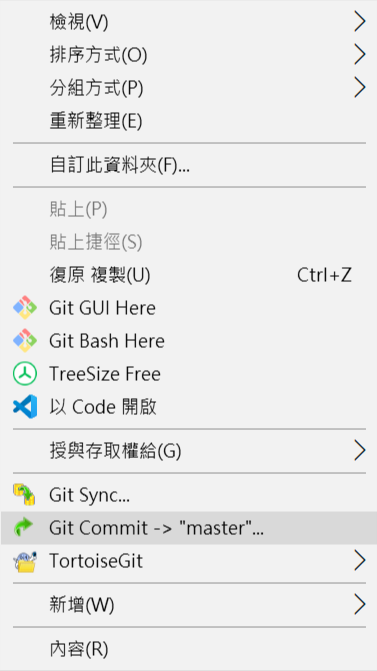 檢視(V)
排序方式(O)
分組方式(P)
重新整理(E)
自訂此資料夾(F)...
貼上(P)
貼上捷徑(S)
復原 複製(U) Ctrl+Z
Git GUI Here
Git Bash Here
TreeSize Free
以 Code 開啟
授與存取權給(G)
Git Sync...
Git Commit -> "master"...
TortoiseGit
新增(W)
內容(R)